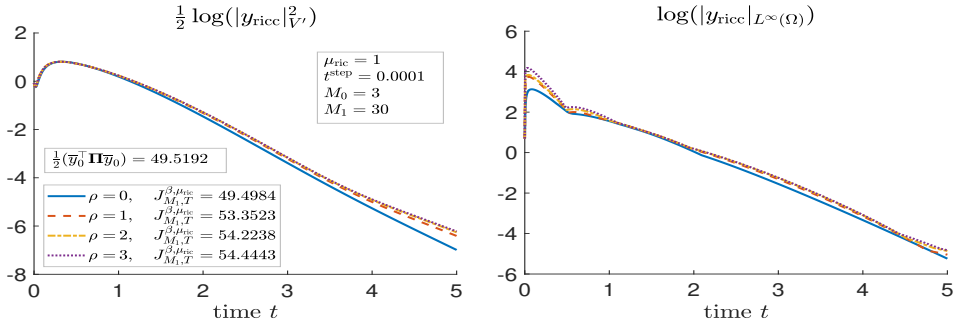 ½ log(|y_ricc|²_V′)
0
-2
-4
-6
-8
0 1 2 3 4 5
time t
μ_ric = 1
t^step = 0.0001
M_0 = 3
M_1 = 30
½(ȳ_0^⊤ Π ȳ_0) = 49.5192
ρ = 0, J^{β,μ_ric}_{M_1,T} = 49.4984
ρ = 1, J^{β,μ_ric}_{M_1,T} = 53.3523
ρ = 2, J^{β,μ_ric}_{M_1,T} = 54.2238
ρ = 3, J^{β,μ_ric}_{M_1,T} = 54.4443
log(|y_ricc|_{L^∞(Ω)})
6
4
2
0
-2
-4
-6
0 1 2 3 4 5
time t